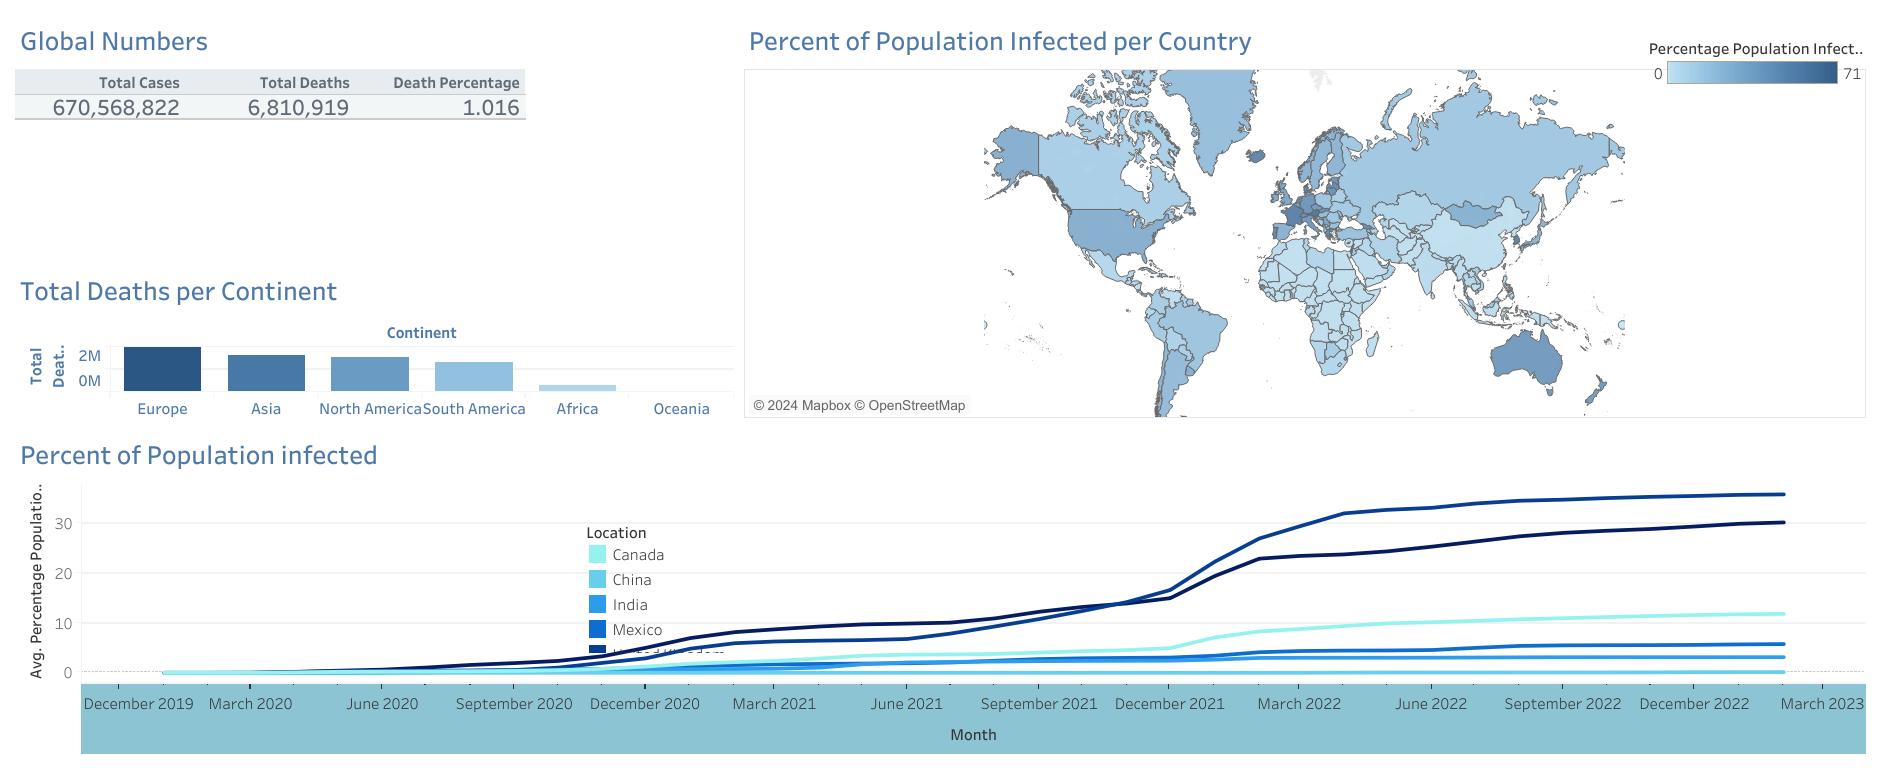 Global Numbers
Total Cases Total Deaths Death Percentage
670,568,822 6,810,919 1.016
Percent of Population Infected per Country
Percentage Population Infect..
0 71
© 2024 Mapbox © OpenStreetMap
Total Deaths per Continent
Continent
Total
Deat..
2M
0M
Europe Asia North America South America Africa Oceania
Percent of Population infected
Avg. Percentage Populatio..
30
20
10
0
Location
Canada
China
India
Mexico
December 2019 March 2020 June 2020 September 2020 December 2020 March 2021 June 2021 September 2021 December 2021 March 2022 June 2022 September 2022 December 2022 March 2023
Month